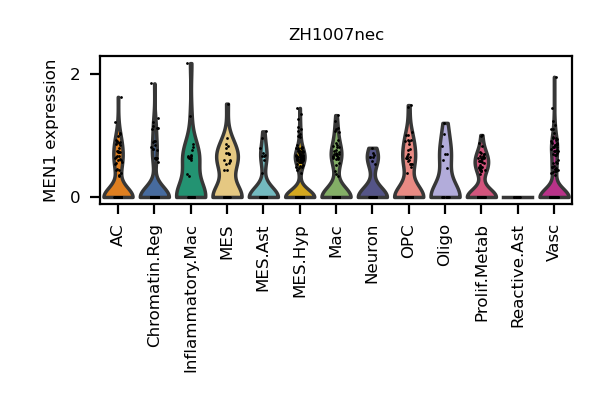 ZH1007nec
MEN1 expression
2
0
AC
Chromatin.Reg
Inflammatory.Mac
MES
MES.Ast
MES.Hyp
Mac
Neuron
OPC
Oligo
Prolif.Metab
Reactive.Ast
Vasc